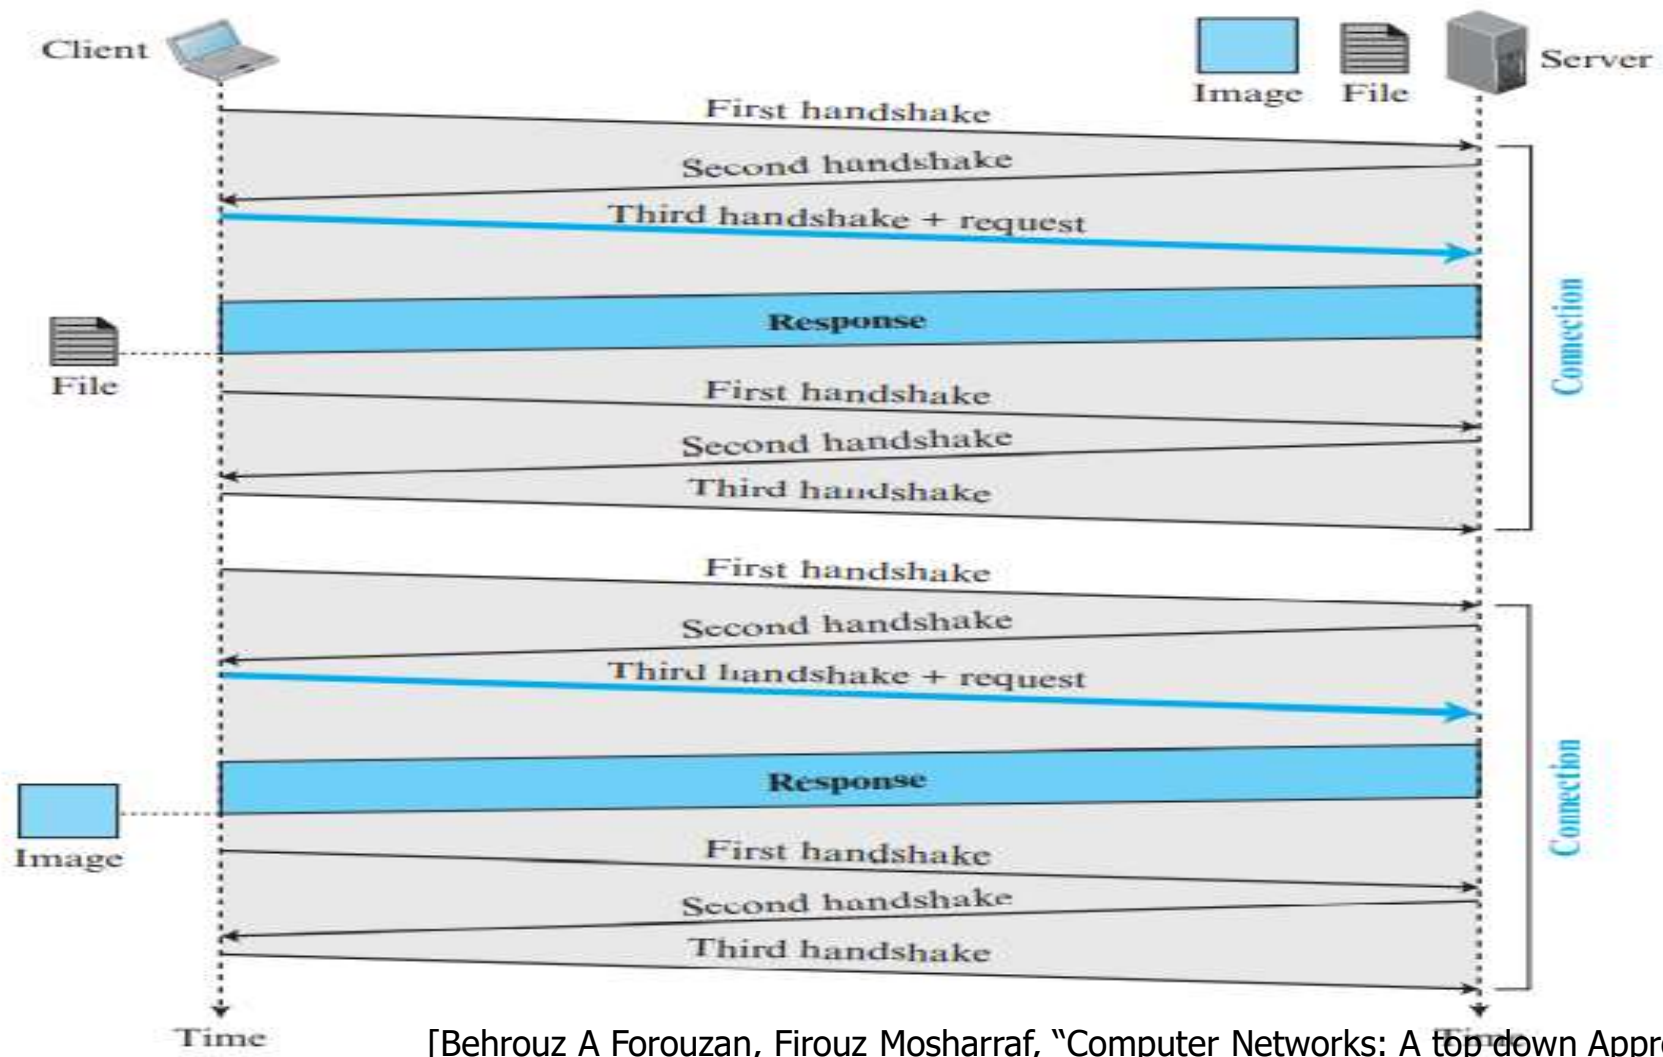 Client
Server
Image File
First handshake
Second handshake
Third handshake + request
Response
Connection
File
First handshake
Second handshake
Third handshake
First handshake
Second handshake
Third handshake + request
Response
Connection
Image
First handshake
Second handshake
Third handshake
Time
Time
[Behrouz A Forouzan, Firouz Mosharraf, “Computer Networks: A top down Appro